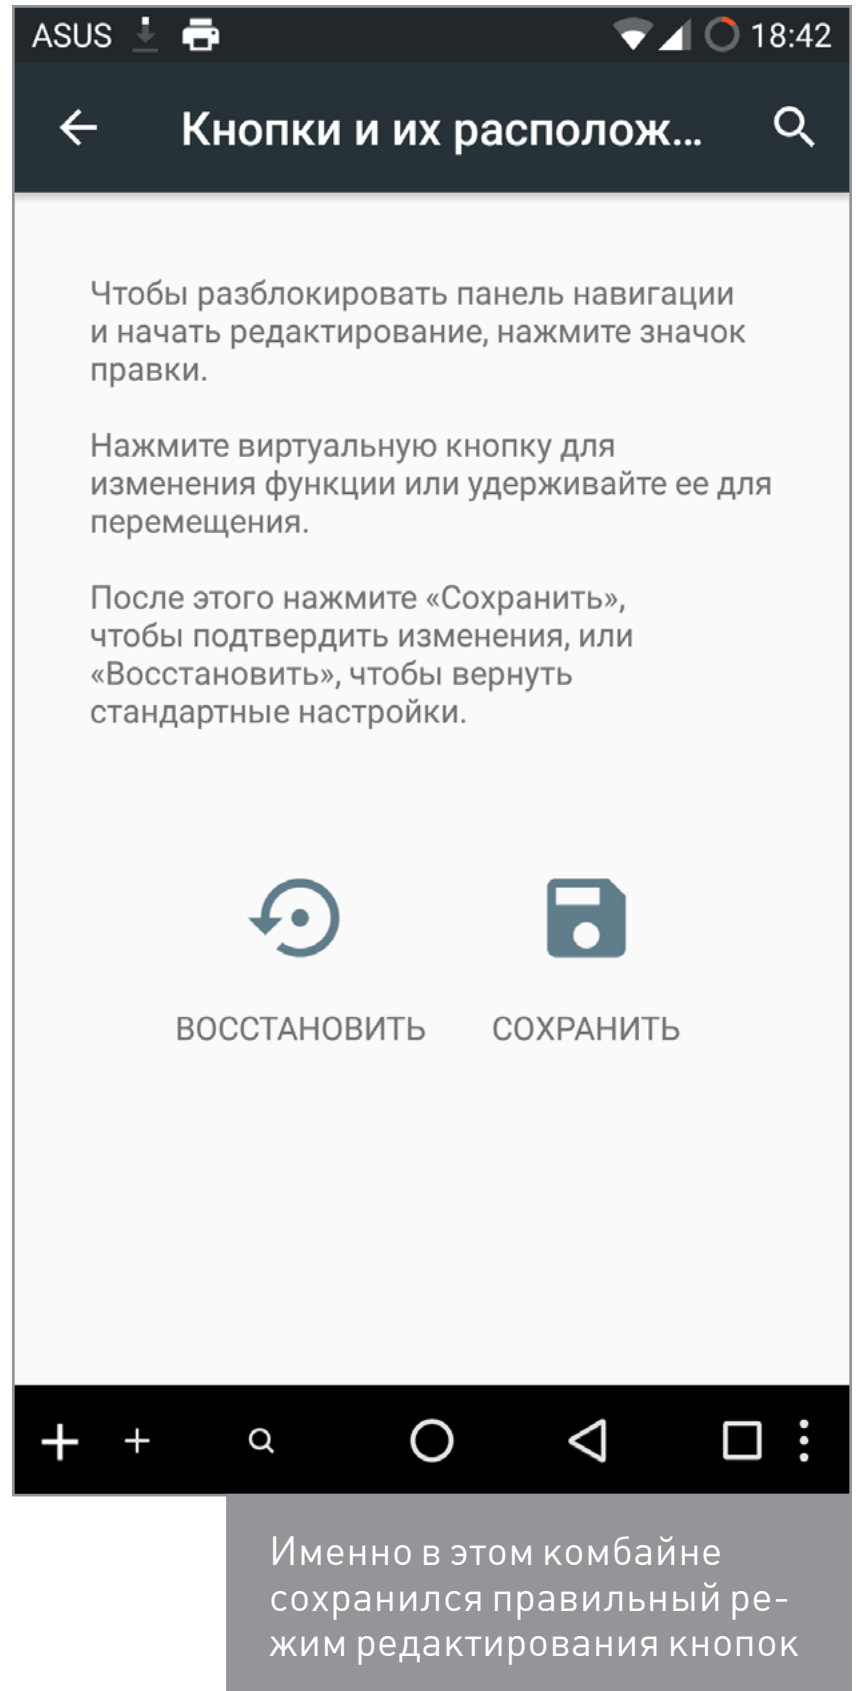 ASUS 18:42
Кнопки и их располож...
Чтобы разблокировать панель навигации
и начать редактирование, нажмите значок
правки.
Нажмите виртуальную кнопку для
изменения функции или удерживайте ее для
перемещения.
После этого нажмите «Сохранить»,
чтобы подтвердить изменения, или
«Восстановить», чтобы вернуть
стандартные настройки.
ВОССТАНОВИТЬ СОХРАНИТЬ
Именно в этом комбайне
сохранился правильный ре-
жим редактирования кнопок